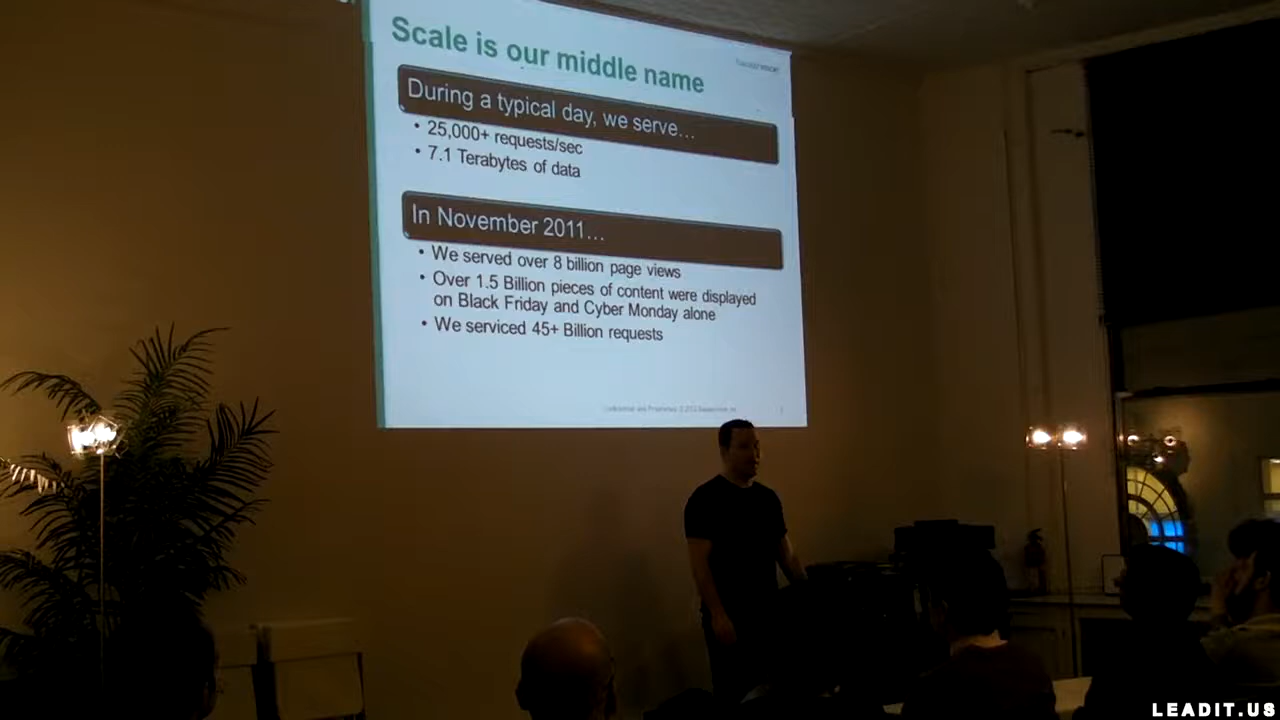 Scale is our middle name
During a typical day, we serve...
• 25,000+ requests/sec
• 7.1 Terabytes of data
In November 2011...
• We served over 8 billion page views
• Over 1.5 Billion pieces of content were displayed
on Black Friday and Cyber Monday alone
• We serviced 45+ Billion requests
LEADIT.US